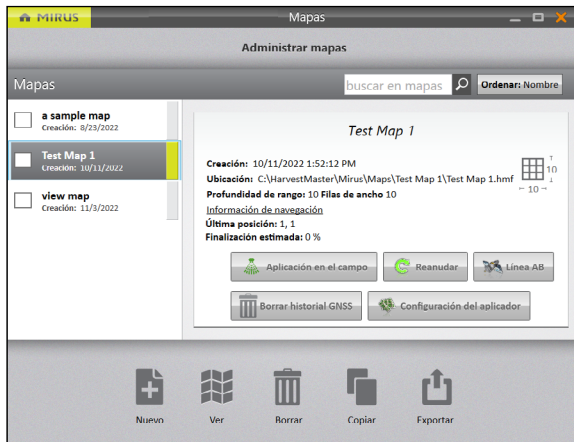 MIRUS
Mapas
Administrar mapas
Mapas
buscar en mapas
Ordenar: Nombre
a sample map
Creación: 8/23/2022
Test Map 1
Creación: 10/11/2022
view map
Creación: 11/3/2022
Test Map 1
Creación: 10/11/2022 1:52:12 PM
Ubicación: C:\HarvestMaster\Mirus\Maps\Test Map 1\Test Map 1.hmf
10
10
Profundidad de rango: 10 Filas de ancho 10
Información de navegación
Última posición: 1, 1
Finalización estimada: 0 %
Aplicación en el campo
Reanudar
Línea AB
Borrar historial GNSS
Configuración del aplicador
Nuevo
Ver
Borrar
Copiar
Exportar